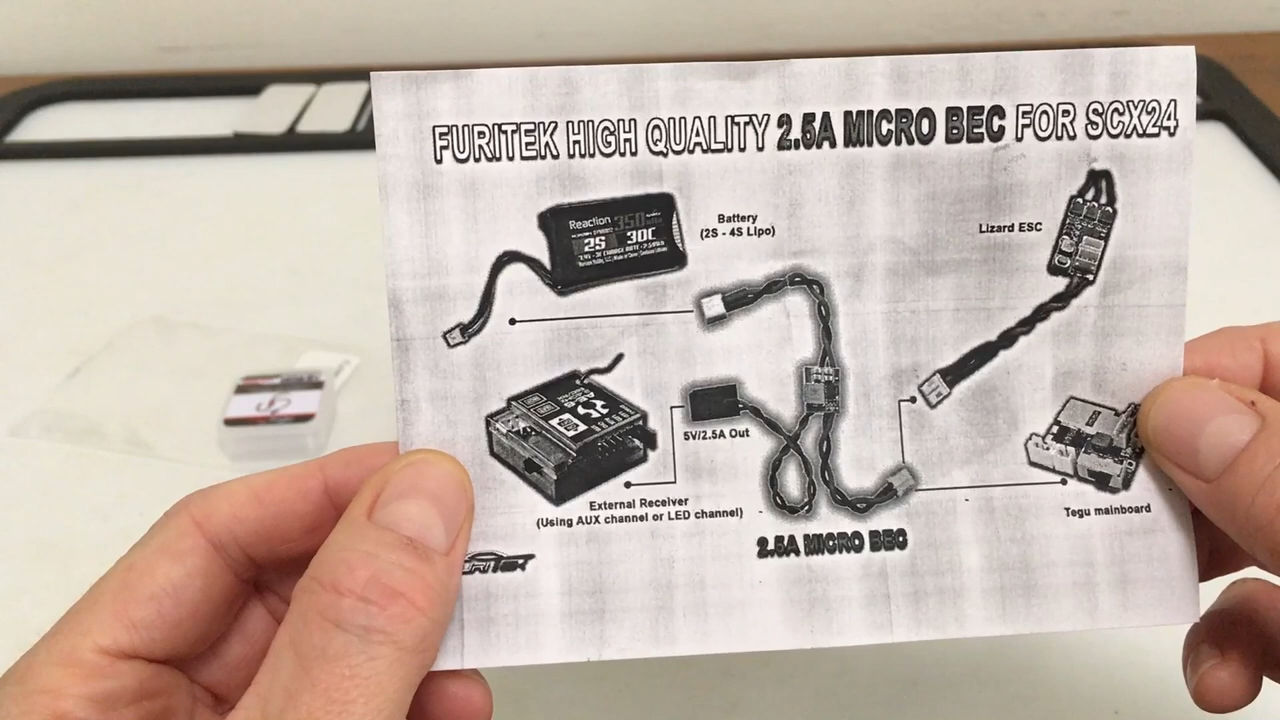 FURITEK HIGH QUALITY 2.5A MICRO BEC FOR SCX24
Reaction 350
2S 30C
Battery
(2S - 4S Lipo)
Lizard ESC
5V/2.5A Out
External Receiver
(Using AUX channel or LED channel)
Tegu mainboard
2.5A MICRO BEC